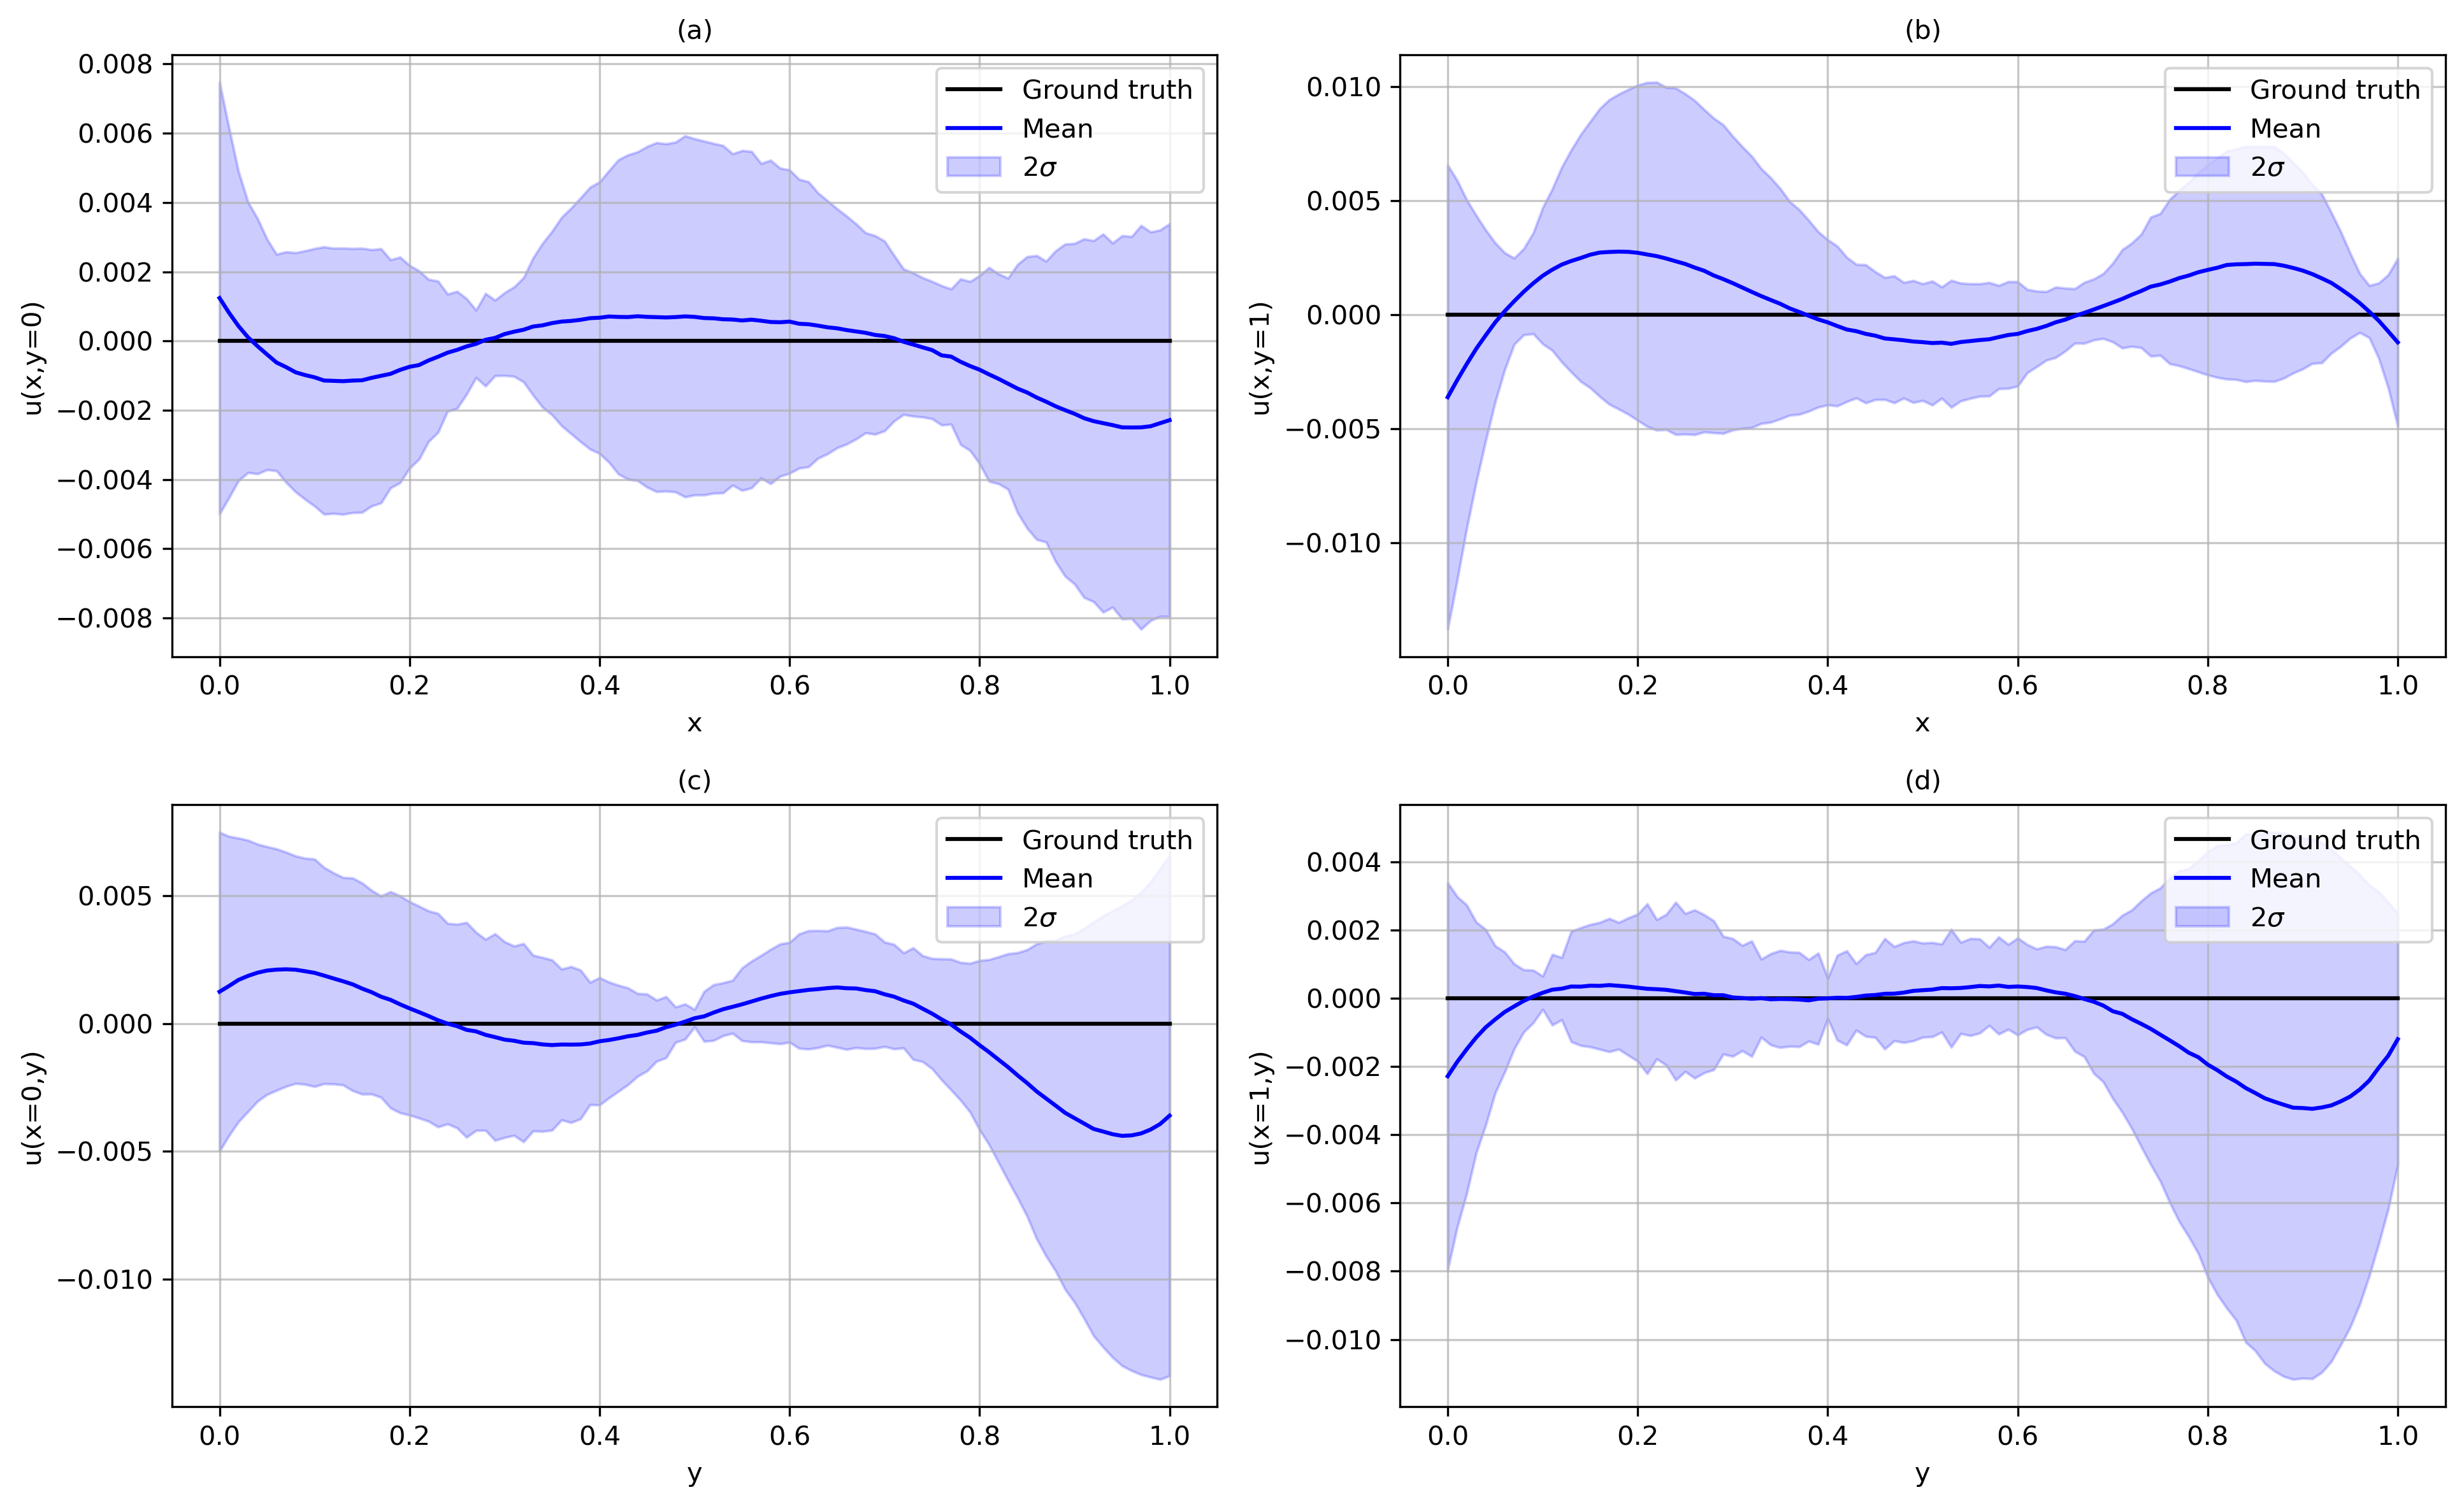 (a)
0.008
0.006
0.004
0.002
0.000
−0.002
−0.004
−0.006
−0.008
u(x,y=0)
Ground truth
Mean
2σ
0.0 0.2 0.4 0.6 0.8 1.0
x
(b)
0.010
0.005
0.000
−0.005
−0.010
u(x,y=1)
Ground truth
Mean
2σ
0.0 0.2 0.4 0.6 0.8 1.0
x
(c)
0.005
0.000
−0.005
−0.010
u(x=0,y)
Ground truth
Mean
2σ
0.0 0.2 0.4 0.6 0.8 1.0
y
(d)
0.004
0.002
0.000
−0.002
−0.004
−0.006
−0.008
−0.010
u(x=1,y)
Ground truth
Mean
2σ
0.0 0.2 0.4 0.6 0.8 1.0
y